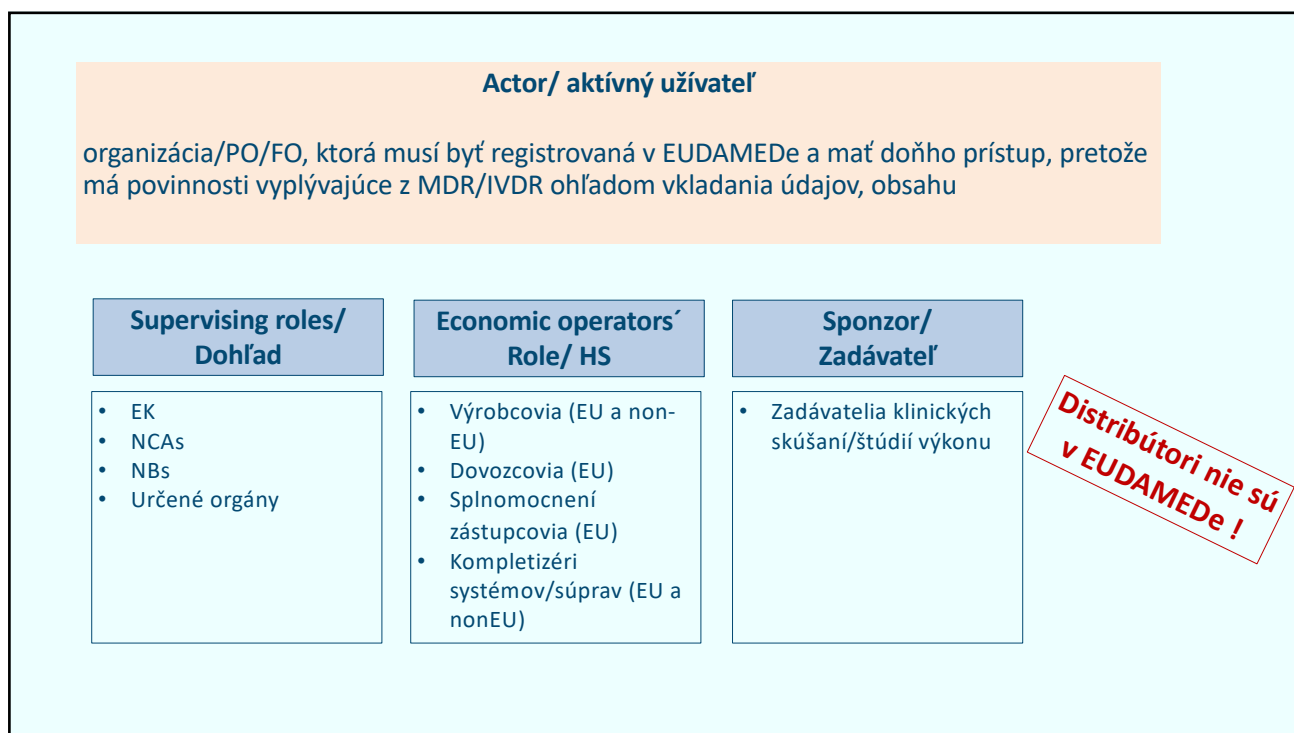 Actor/ aktívný užívateľ
organizácia/PO/FO, ktorá musí byť registrovaná v EUDAMEDe a mať doňho prístup, pretože
má povinnosti vyplývajúce z MDR/IVDR ohľadom vkladania údajov, obsahu
Supervising roles/
Dohľad
• EK
• NCAs
• NBs
• Určené orgány
Economic operators´
Role/ HS
• Výrobcovia (EU a non-
EU)
• Dovozcovia (EU)
• Splnomocnení
zástupcovia (EU)
• Kompletizéri
systémov/súprav (EU a
nonEU)
Sponzor/
Zadávateľ
• Zadávatelia klinických
skúšaní/štúdií výkonu
Distribútori nie sú
v EUDAMEDe !